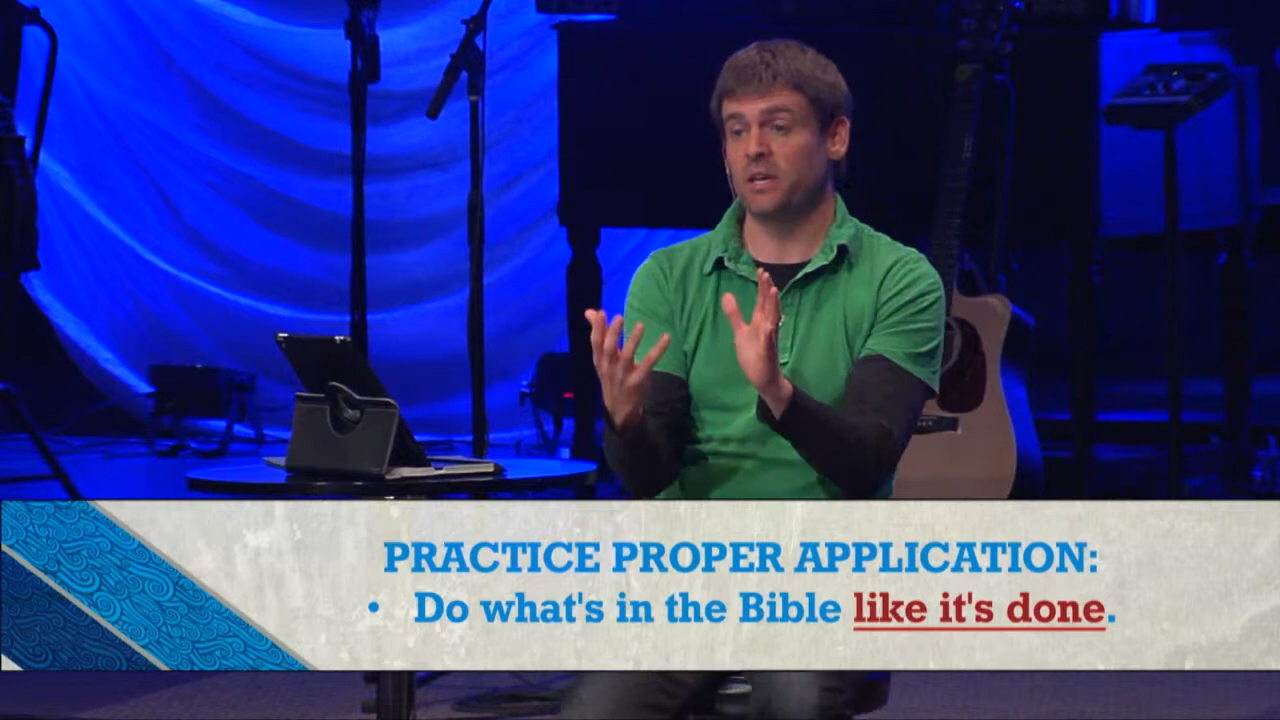 PRACTICE PROPER APPLICATION:
• Do what's in the Bible like it's done.